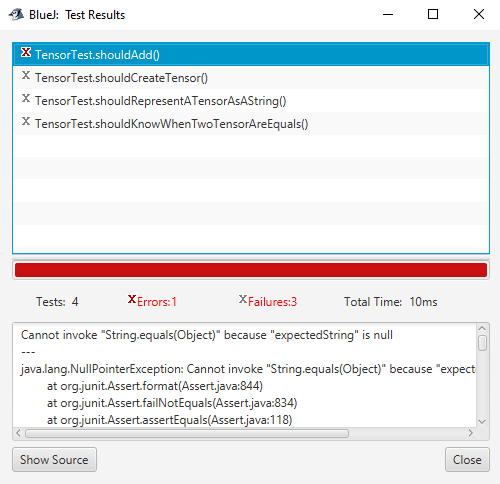 BlueJ: Test Results
TensorTest.shouldAdd()
TensorTest.shouldCreateTensor()
TensorTest.shouldRepresentATensorAsAString()
TensorTest.shouldKnowWhenTwoTensorAreEquals()
Tests: 4 Errors:1 Failures:3 Total Time: 10ms
Cannot invoke "String.equals(Object)" because "expectedString" is null
---
java.lang.NullPointerException: Cannot invoke "String.equals(Object)" because "expecte
at org.junit.Assert.format(Assert.java:844)
at org.junit.Assert.failNotEquals(Assert.java:834)
at org.junit.Assert.assertEquals(Assert.java:118)
Show Source Close